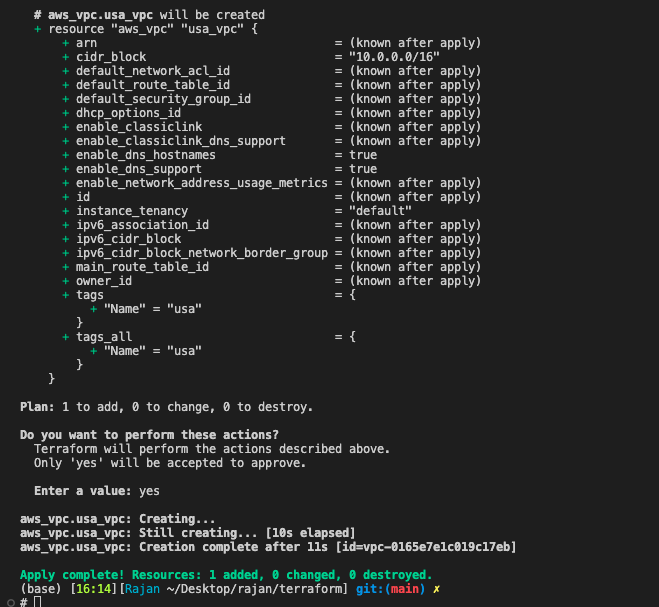 # aws_vpc.usa_vpc will be created
+ resource "aws_vpc" "usa_vpc" {
+ arn = (known after apply)
+ cidr_block = "10.0.0.0/16"
+ default_network_acl_id = (known after apply)
+ default_route_table_id = (known after apply)
+ default_security_group_id = (known after apply)
+ dhcp_options_id = (known after apply)
+ enable_classiclink = (known after apply)
+ enable_classiclink_dns_support = (known after apply)
+ enable_dns_hostnames = true
+ enable_dns_support = true
+ enable_network_address_usage_metrics = (known after apply)
+ id = (known after apply)
+ instance_tenancy = "default"
+ ipv6_association_id = (known after apply)
+ ipv6_cidr_block = (known after apply)
+ ipv6_cidr_block_network_border_group = (known after apply)
+ main_route_table_id = (known after apply)
+ owner_id = (known after apply)
+ tags = {
+ "Name" = "usa"
}
+ tags_all = {
+ "Name" = "usa"
}
}
Plan: 1 to add, 0 to change, 0 to destroy.
Do you want to perform these actions?
Terraform will perform the actions described above.
Only 'yes' will be accepted to approve.
Enter a value: yes
aws_vpc.usa_vpc: Creating...
aws_vpc.usa_vpc: Still creating... [10s elapsed]
aws_vpc.usa_vpc: Creation complete after 11s [id=vpc-0165e7e1c019c17eb]
Apply complete! Resources: 1 added, 0 changed, 0 destroyed.
(base) [16:14][Rajan ~/Desktop/rajan/terraform] git:(main) ✗
#